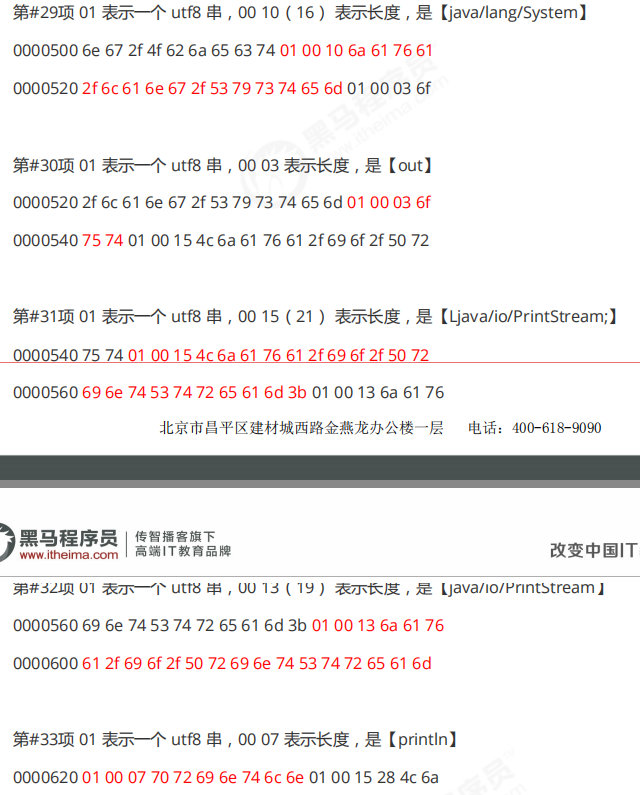 第#29项 01 表示一个 utf8 串，00 10（16） 表示长度，是【java/lang/System】
0000500 6e 67 2f 4f 62 6a 65 63 74 01 00 10 6a 61 76 61
0000520 2f 6c 61 6e 67 2f 53 79 73 74 65 6d 01 00 03 6f
黑马程序员
www.itheima.com
第#30项 01 表示一个 utf8 串，00 03 表示长度，是【out】
0000520 2f 6c 61 6e 67 2f 53 79 73 74 65 6d 01 00 03 6f
0000540 75 74 01 00 15 4c 6a 61 76 61 2f 69 6f 2f 50 72
第#31项 01 表示一个 utf8 串，00 15（21） 表示长度，是【Ljava/io/PrintStream;】
0000540 75 74 01 00 15 4c 6a 61 76 61 2f 69 6f 2f 50 72
0000560 69 6e 74 53 74 72 65 61 6d 3b 01 00 13 6a 61 76
北京市昌平区建材城西路金燕龙办公楼一层 电话：400-618-9090
黑马程序员
www.itheima.com
传智播客旗下
高端IT教育品牌
改变中国IT
第#32项 01 表示一个 utf8 串，00 13（19） 表示长度，是【java/io/PrintStream】
0000560 69 6e 74 53 74 72 65 61 6d 3b 01 00 13 6a 61 76
0000600 61 2f 69 6f 2f 50 72 69 6e 74 53 74 72 65 61 6d
第#33项 01 表示一个 utf8 串，00 07 表示长度，是【println】
0000620 01 00 07 70 72 69 6e 74 6c 6e 01 00 15 28 4c 6a
程序员